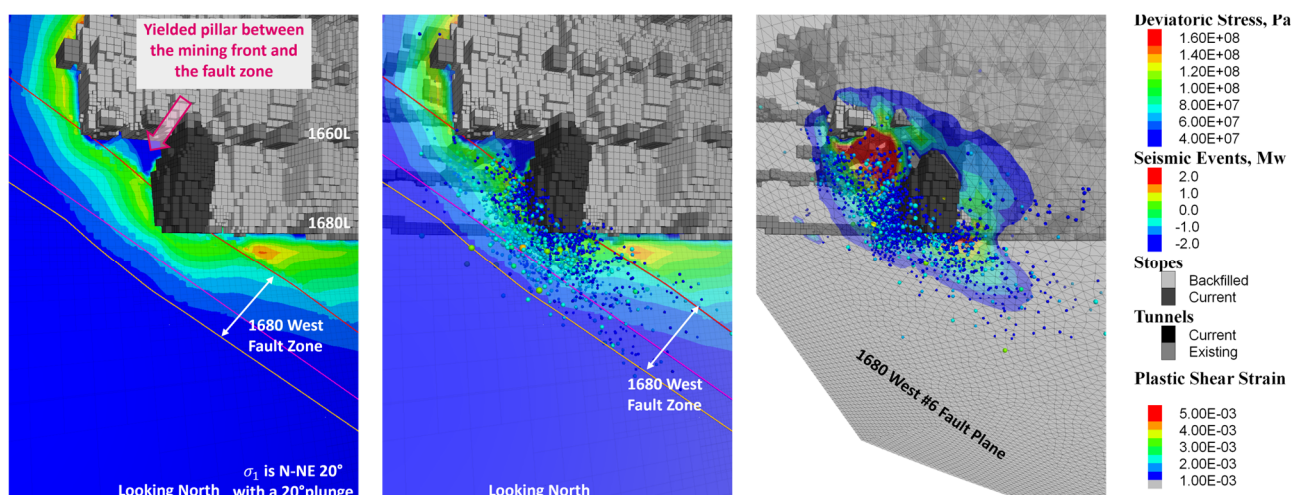 Yielded pillar between
the mining front and
the fault zone
1660L
1680L
1680 West
Fault Zone
σ₁ is N-NE 20°
Looking North
with a 20°plunge
1680 West
Fault Zone
Looking North
1680 West #6 Fault Plane
Deviatoric Stress, Pa
1.60E+08
1.40E+08
1.20E+08
1.00E+08
8.00E+07
6.00E+07
4.00E+07
Seismic Events, Mw
2.0
1.0
0.0
-1.0
-2.0
Stopes
Backfilled
Current
Tunnels
Current
Existing
Plastic Shear Strain
5.00E-03
4.00E-03
3.00E-03
2.00E-03
1.00E-03